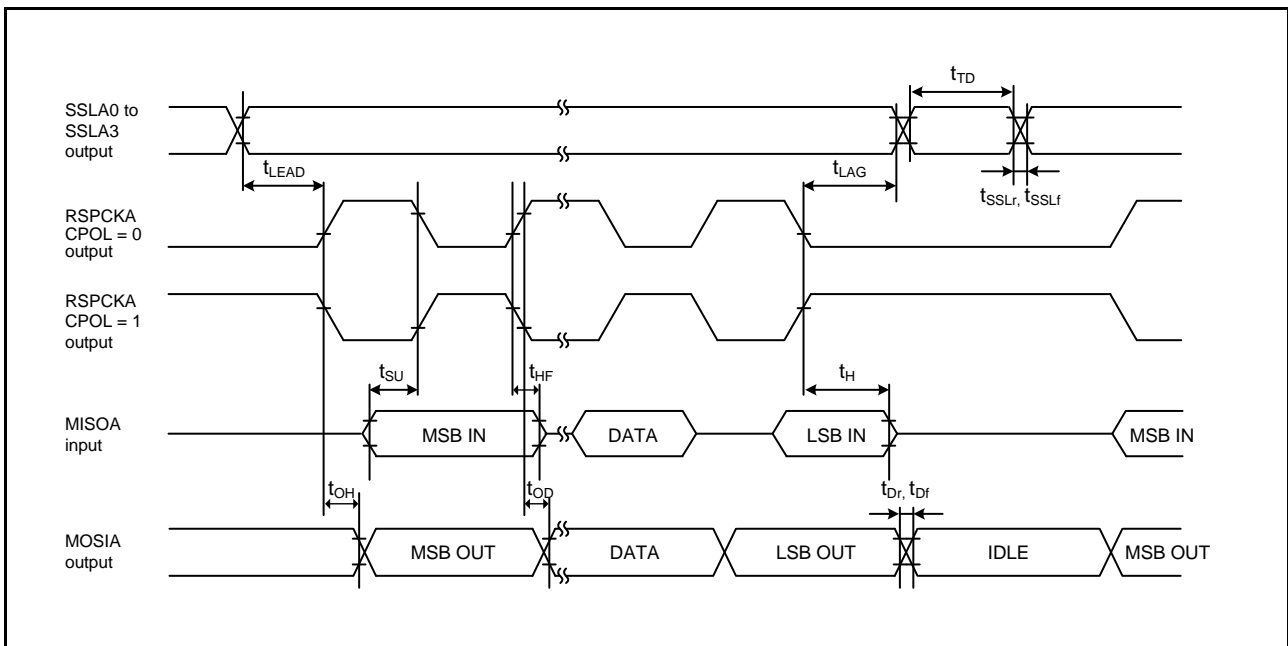 t_TD
SSLA0 to
SSLA3
output
t_LEAD
t_LAG
t_SSLr, t_SSLf
RSPCKA
CPOL = 0
output
RSPCKA
CPOL = 1
output
t_SU
t_HF
t_H
MISOA
input
MSB IN
DATA
LSB IN
MSB IN
t_OH
t_OD
t_Dr, t_Df
MOSIA
output
MSB OUT
DATA
LSB OUT
IDLE
MSB OUT